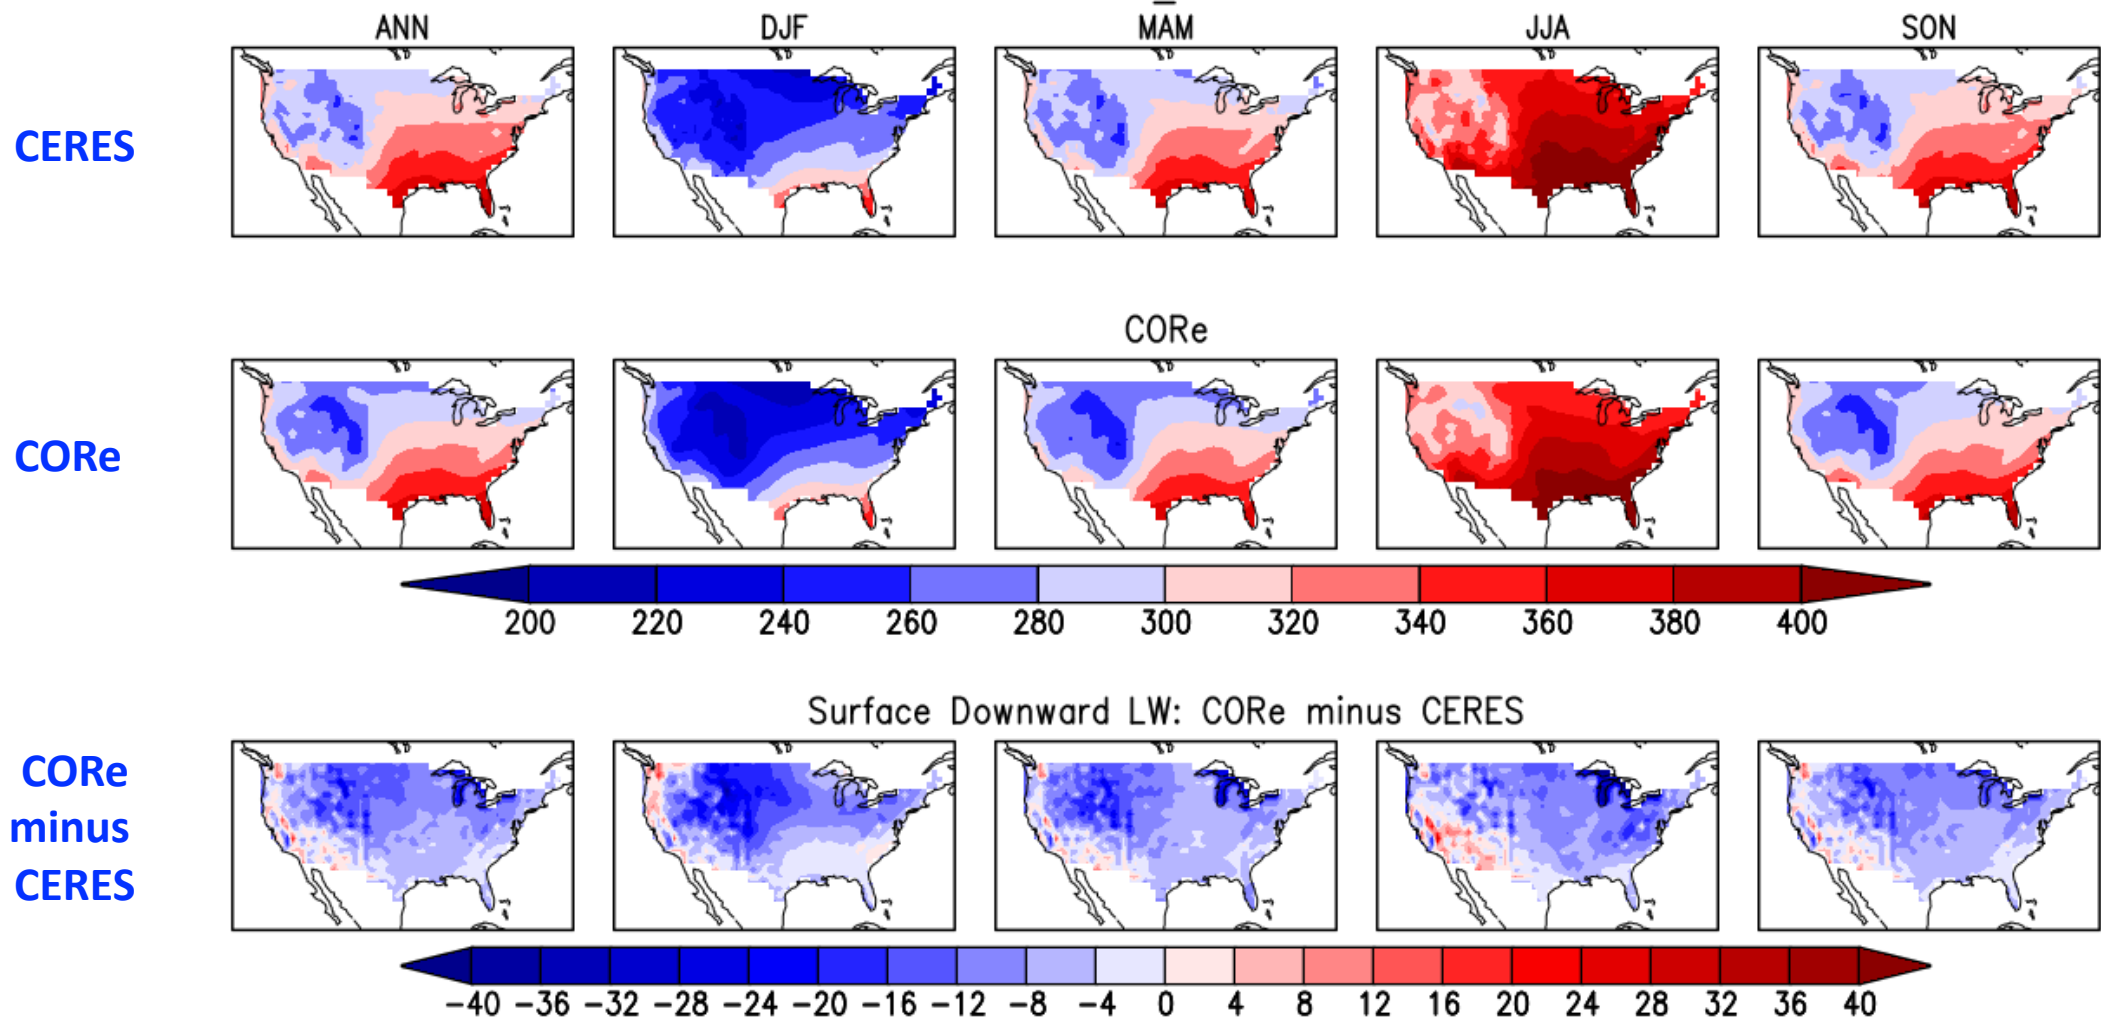 ANN DJF MAM JJA SON
CERES
CORe
CORe
200 220 240 260 280 300 320 340 360 380 400
Surface Downward LW: CORe minus CERES
CORe
minus
CERES
-40 -36 -32 -28 -24 -20 -16 -12 -8 -4 0 4 8 12 16 20 24 28 32 36 40